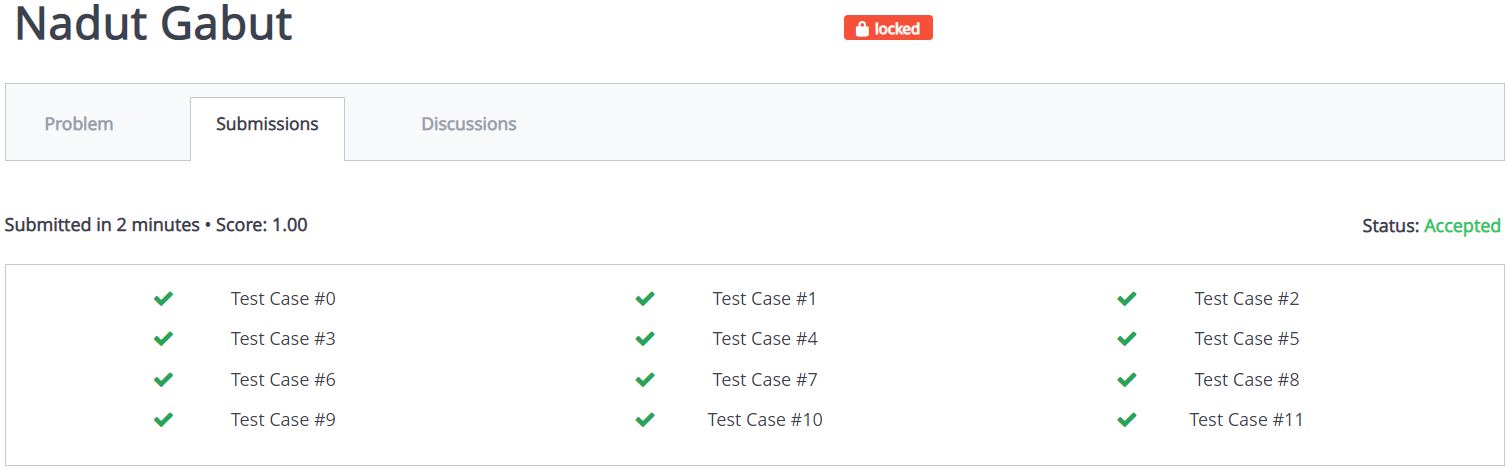 Nadut Gabut
locked
Problem Submissions Discussions
Submitted in 2 minutes • Score: 1.00 Status: Accepted
Test Case #0 Test Case #1 Test Case #2
Test Case #3 Test Case #4 Test Case #5
Test Case #6 Test Case #7 Test Case #8
Test Case #9 Test Case #10 Test Case #11